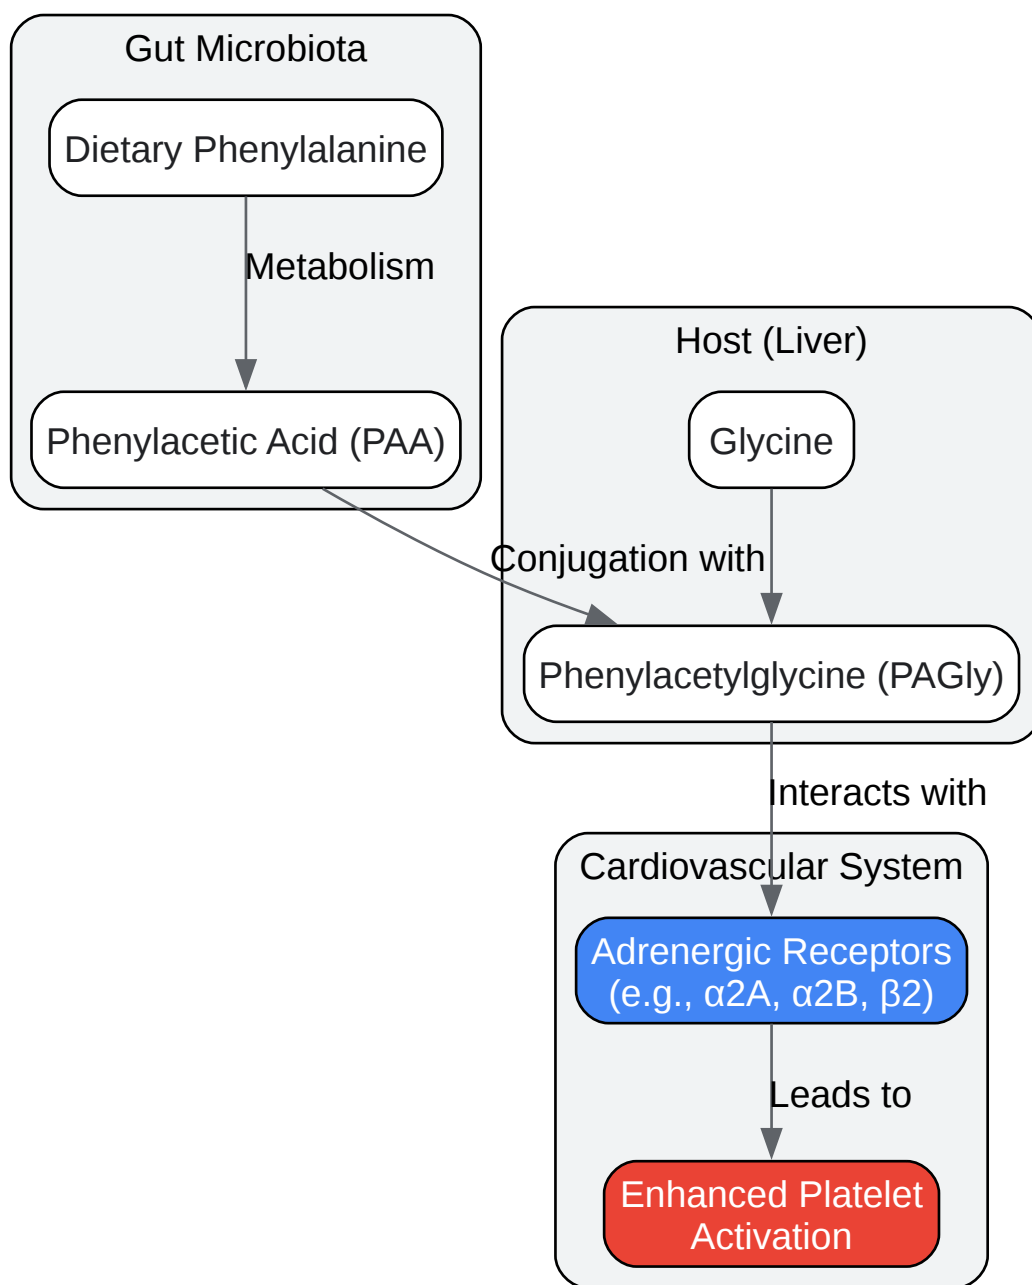 Gut Microbiota
Dietary Phenylalanine
Metabolism
Phenylacetic Acid (PAA)
Host (Liver)
Glycine
Conjugation with
Phenylacetylglycine (PAGly)
Interacts with
Cardiovascular System
Adrenergic Receptors
(e.g., α2A, α2B, β2)
Leads to
Enhanced Platelet
Activation